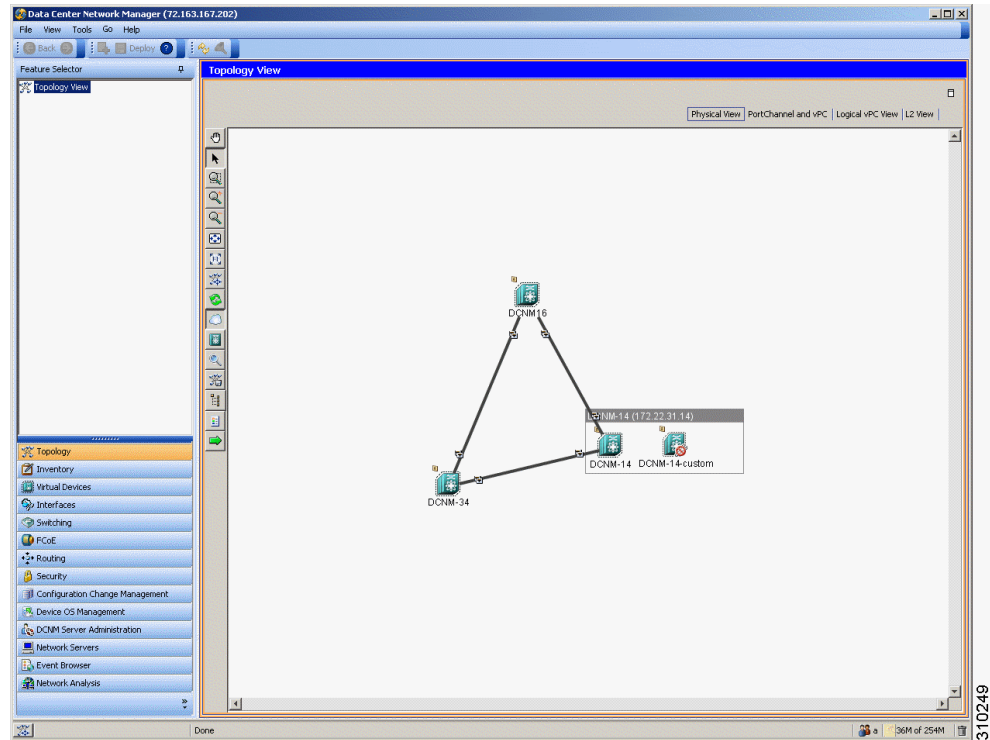 Data Center Network Manager (72.163.167.202)
File View Tools Go Help
Back Deploy ?
Feature Selector
Topology View
Topology View
Physical View PortChannel and vPC Logical vPC View L2 View
DCNM16
NM-14 (172.22.31.14)
DCNM-14 DCNM-14-custom
DCNM-34
Topology
Inventory
Virtual Devices
Interfaces
Switching
FCoE
Routing
Security
Configuration Change Management
Device OS Management
DCNM Server Administration
Network Servers
Event Browser
Network Analysis
Done
a 36M of 254M
310249